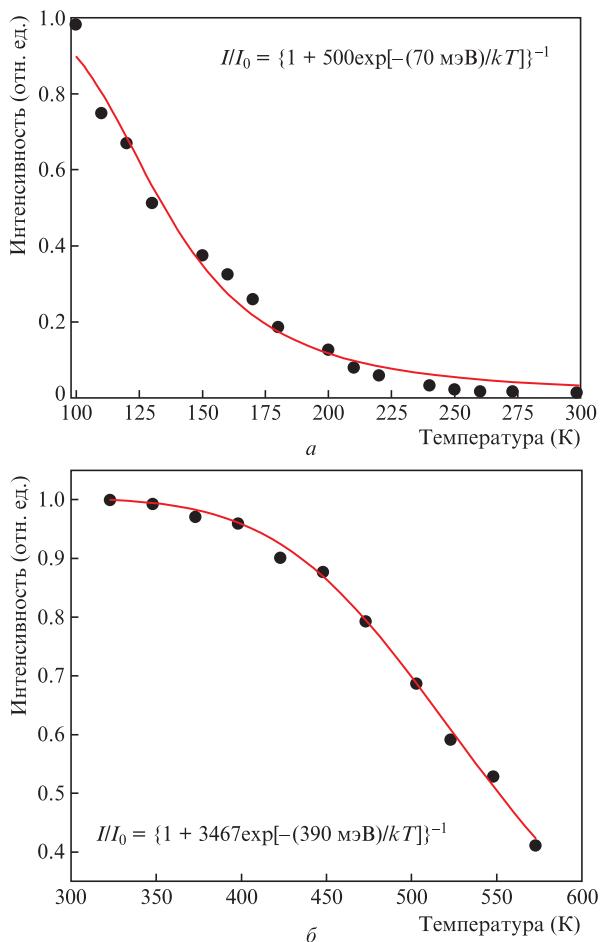 I/I₀ = {1 + 500exp[–(70 мэВ)/kT]}⁻¹
Интенсивность (отн. ед.)
1.0
0.8
0.6
0.4
0.2
0
100 125 150 175 200 225 250 275 300
Температура (К)
а
Интенсивность (отн. ед.)
1.0
0.9
0.8
0.7
0.6
0.5
0.4
I/I₀ = {1 + 3467exp[–(390 мэВ)/kT]}⁻¹
300 350 400 450 500 550 600
Температура (К)
б